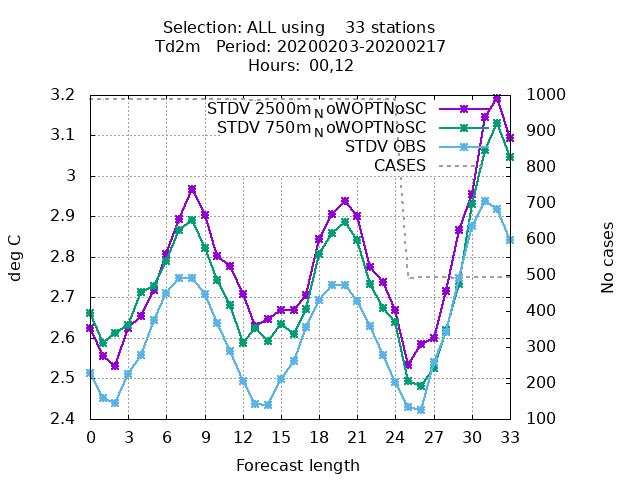 Selection: ALL using    33 stations
Td2m   Period: 20200203-20200217
Hours: 00,12
3.2
3.1
3
2.9
2.8
2.7
2.6
2.5
2.4
deg C
STDV 2500m_NoWOPTNoSC
STDV 750m_NoWOPTNoSC
STDV OBS
CASES
1000
900
800
700
600
500
400
300
200
100
No cases
0 3 6 9 12 15 18 21 24 27 30 33
Forecast length